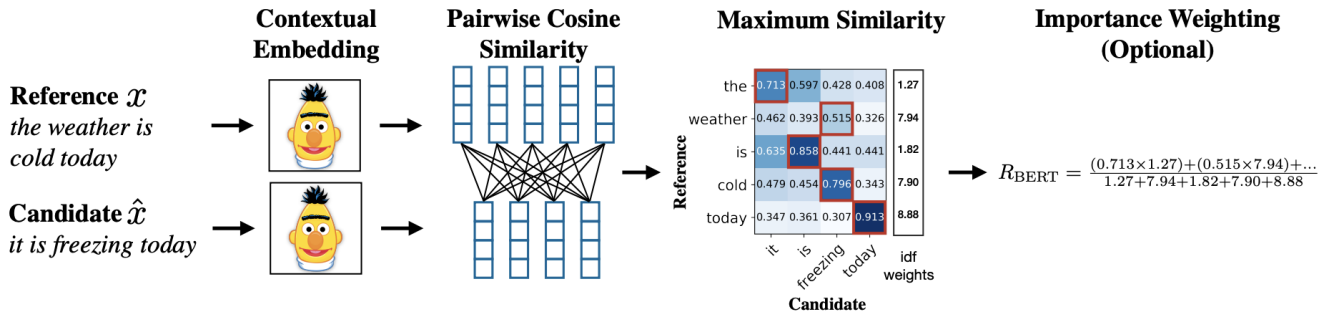 Contextual
Embedding
Pairwise Cosine
Similarity
Maximum Similarity
Importance Weighting
(Optional)
Reference x
the weather is
cold today
Candidate x̂
it is freezing today
Reference
the 0.713 0.597 0.428 0.408 1.27
weather 0.462 0.393 0.515 0.326 7.94
is 0.635 0.858 0.441 0.441 1.82
cold 0.479 0.454 0.796 0.343 7.90
today 0.347 0.361 0.307 0.913 8.88
it is freezing today
idf
weights
Candidate
R_BERT = (0.713×1.27)+(0.515×7.94)+... / 1.27+7.94+1.82+7.90+8.88